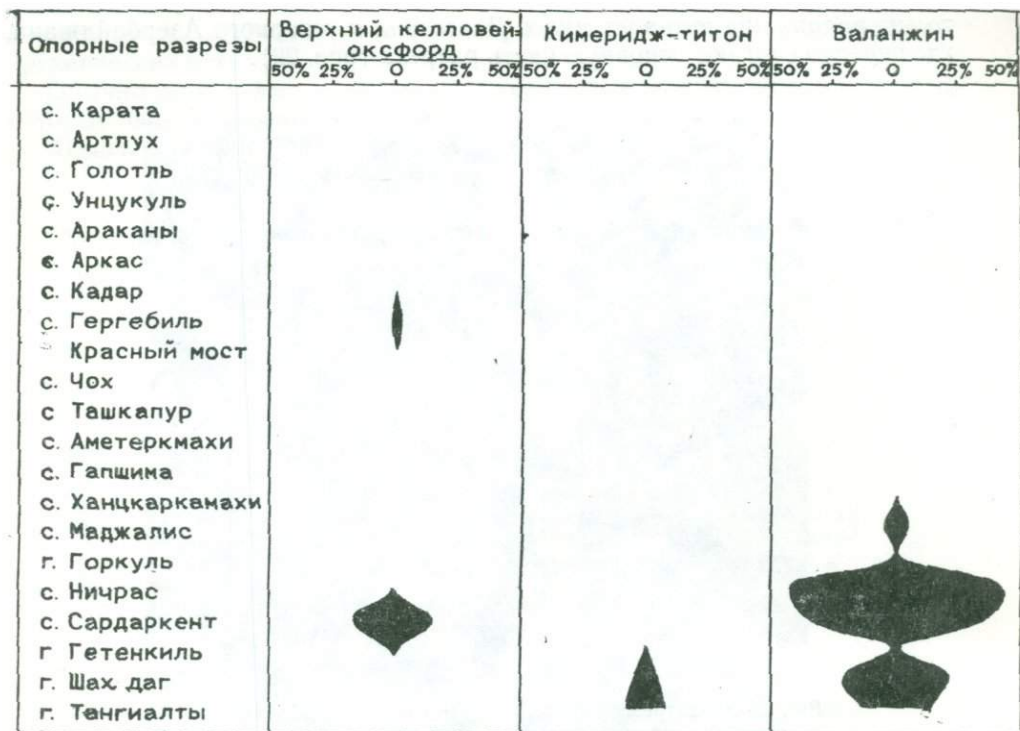 Опорные разрезы
Верхний келловей-
оксфорд
Кимеридж-титон
Валанжин
50% 25% 0 25% 50% 50% 25% 0 25% 50% 50% 25% 0 25% 50%
с. Карата
с. Артлух
с. Голотль
с. Унцукуль
с. Араканы
с. Аркас
с. Кадар
с. Гергебиль
Красный мост
с. Чох
с Ташкапур
с. Аметеркмахи
с. Гапшима
с. Ханцкаркамахи
с. Маджалис
г. Горкуль
с. Ничрас
с. Сардаркент
г Гетенкиль
г. Шах даг
г. Тенгиалты